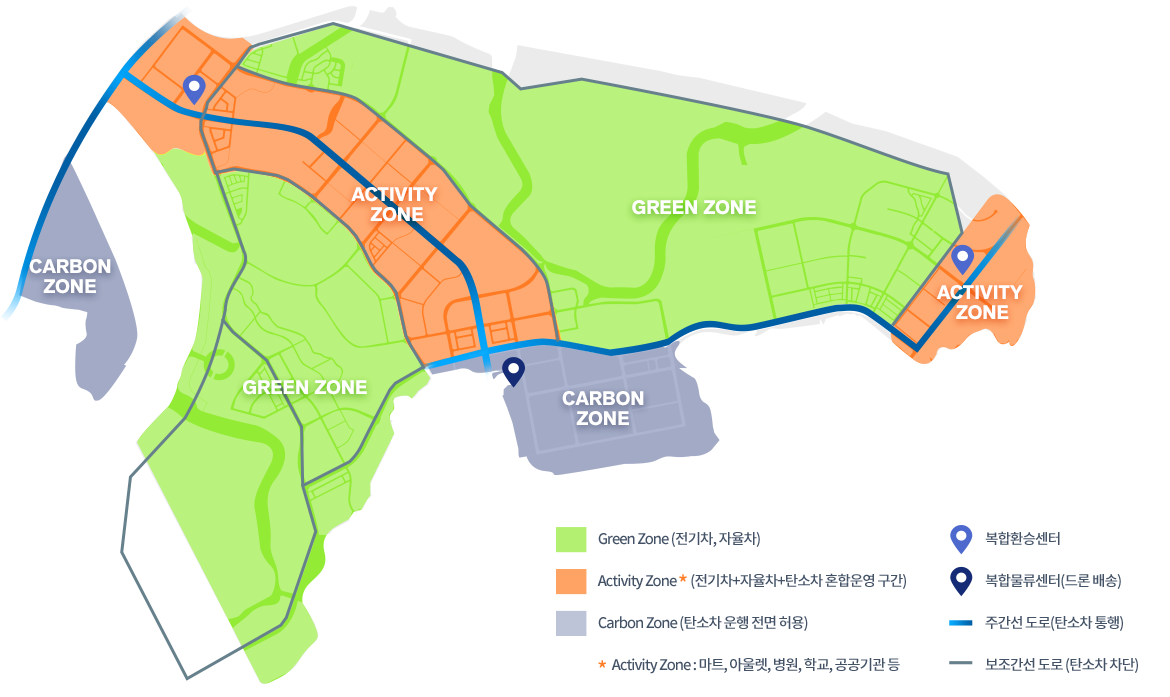 ACTIVITY
ZONE
GREEN ZONE
CARBON
ZONE
ACTIVITY
ZONE
GREEN ZONE
CARBON
ZONE
Green Zone (전기차, 자율차)
Activity Zone * (전기차+자율차+탄소차 혼합운영 구간)
Carbon Zone (탄소차 운행 전면 허용)
* Activity Zone : 마트, 아울렛, 병원, 학교, 공공기관 등
복합환승센터
복합물류센터(드론 배송)
주간선 도로(탄소차 통행)
보조간선 도로 (탄소차 차단)